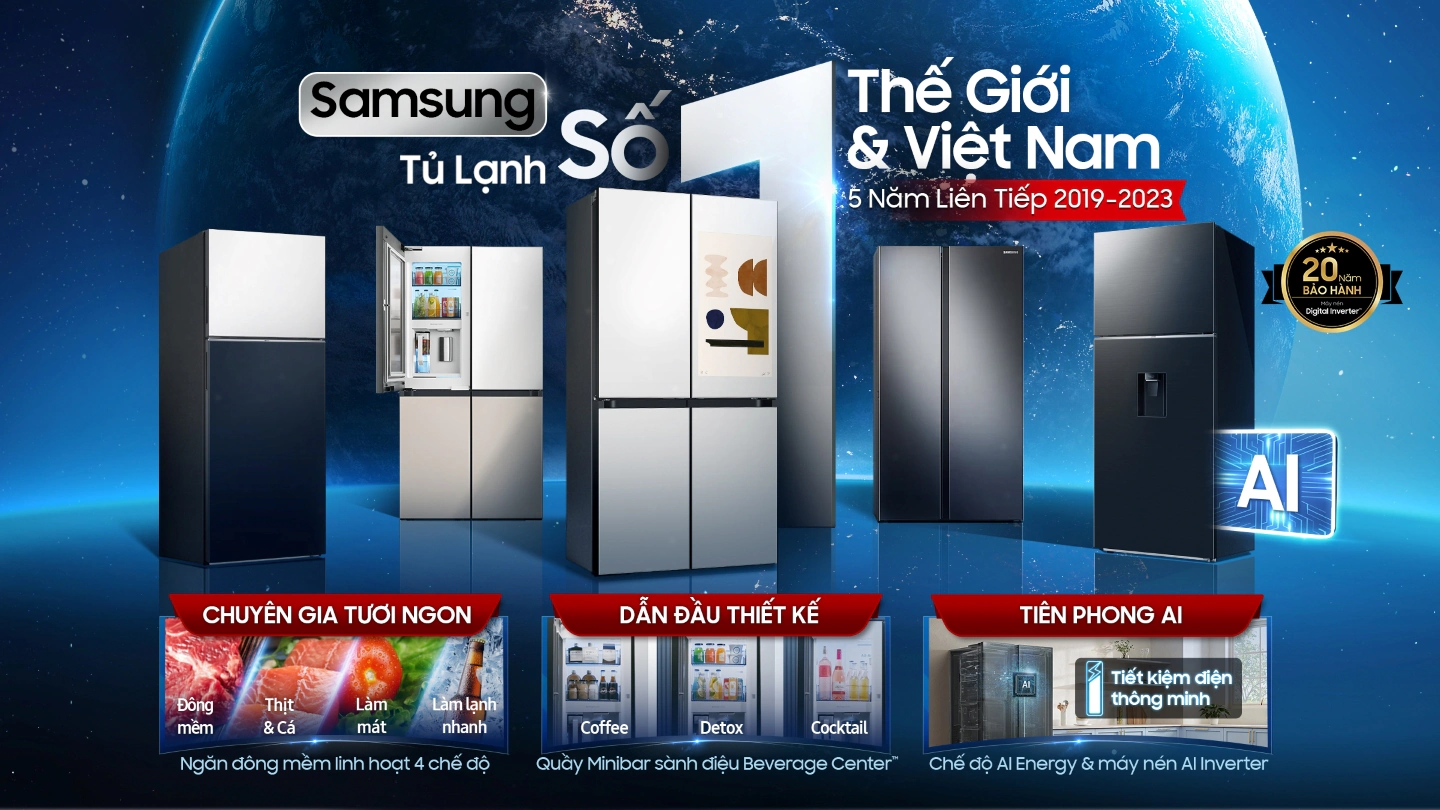 Samsung
Tủ Lạnh Số 1
Thế Giới
& Việt Nam
5 Năm Liên Tiếp 2019-2023
SAMSUNG
20 Năm
BẢO HÀNH
Máy nén
Digital Inverter™
AI
CHUYÊN GIA TƯƠI NGON
Đông mềm
Thịt & Cá
Làm mát
Làm lạnh nhanh
Ngăn đông mềm linh hoạt 4 chế độ
DẪN ĐẦU THIẾT KẾ
Coffee
Detox
Cocktail
Quầy Minibar sành điệu Beverage Center™
TIÊN PHONG AI
AI
Tiết kiệm điện
thông minh
Chế độ AI Energy & máy nén AI Inverter